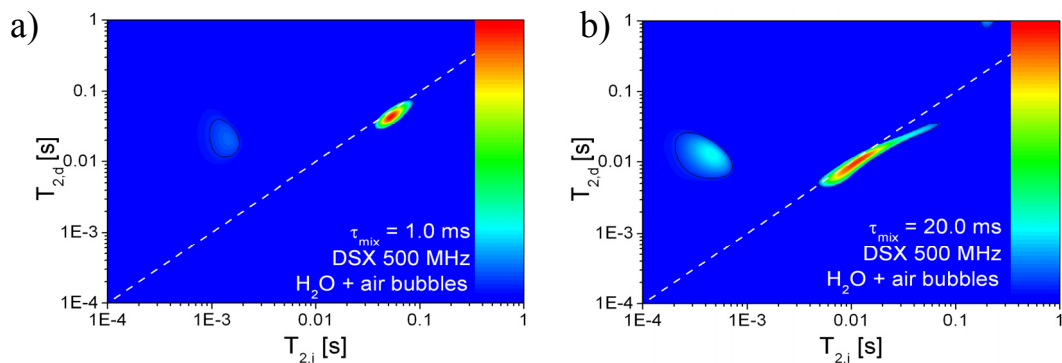 a)
1
0.1
0.01
1E-3
1E-4
T2,d [s]
τmix = 1.0 ms
DSX 500 MHz
H2O + air bubbles
1E-4 1E-3 0.01 0.1 1
T2,i [s]
b)
1
0.1
0.01
1E-3
1E-4
T2,d [s]
τmix = 20.0 ms
DSX 500 MHz
H2O + air bubbles
1E-4 1E-3 0.01 0.1 1
T2,i [s]